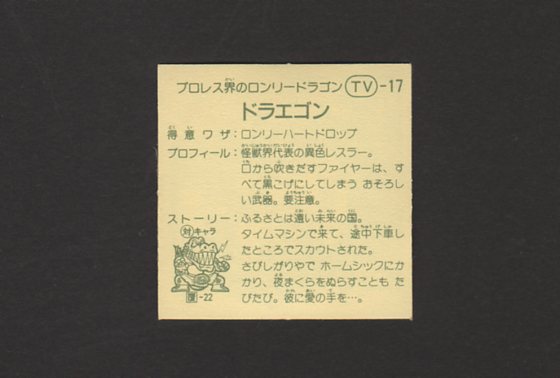 プロレス界のロンリードラゴン TV-17
ドラエゴン
得意ワザ：ロンリーハートドロップ
プロフィール：怪獣界代表の異色レスラー。
口から吹きだすファイヤーは、す
べて黒こげにしてしまう おそろし
い武器。要注意。
ストーリー：ふるさとは遠い未来の国。
タイムマシンで来て、途中下車し
たところでスカウトされた。
さびしがりやで ホームシックにか
かり、夜まくらをぬらすことも た
びたび。彼に愛の手を…。
対キャラ
-22